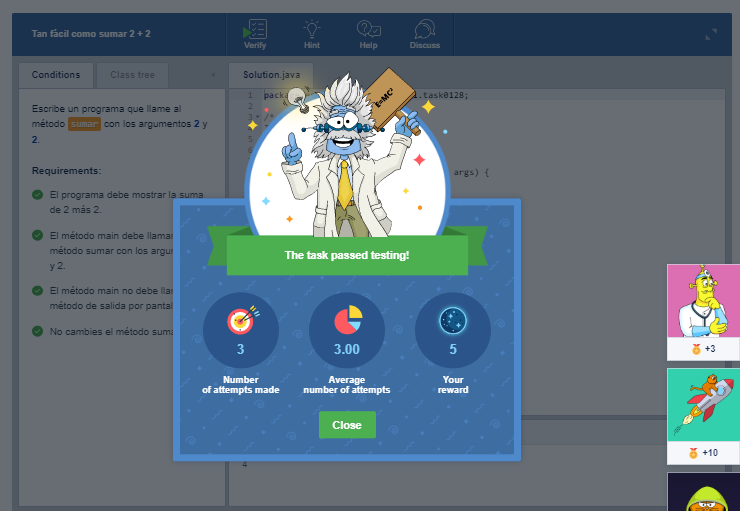 Tan fácil como sumar 2 + 2
Verify
Hint
Help
Discuss
Conditions
Class tree
Solution.java
Escribe un programa que llame al
método sumar con los argumentos 2 y
2.
Requirements:
El programa debe mostrar la suma
de 2 más 2.
El método main debe llamar
método sumar con los
y 2.
El método main no debe
método de salida por
No cambies el método
1
2
3 /*
.task0128;
args) {
E=MC²
The task passed testing!
3
3.00
5
Number
of attempts made
Average
number of attempts
Your
reward
Close
4
+3
+10